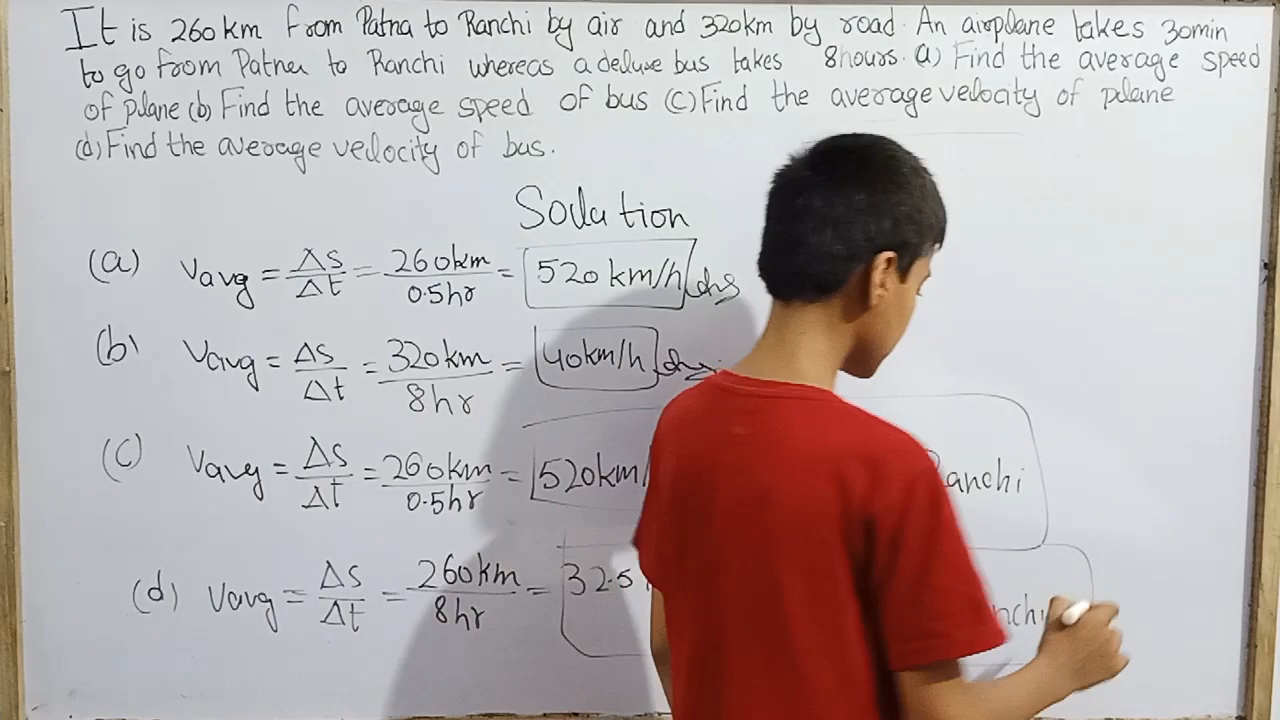 It is 260km from Patna to Ranchi by air and 320km by road. An airplane takes 30min
to go from Patna to Ranchi whereas a deluxe bus takes 8hours. a) Find the average speed
of plane (b) Find the average speed of bus (c) Find the average velocity of plane
(d) Find the average velocity of bus.
Solution
(a) Vavg = ΔS/Δt = 260km/0.5hr = 520 km/h Ans
(b) Vavg = ΔS/Δt = 320km/8hr = 40km/h Ans
(c) Vavg = ΔS/Δt = 260km/0.5hr = 520km/ Ranchi
(d) Vavg = ΔS/Δt = 260km/8hr = 32.5 nchi